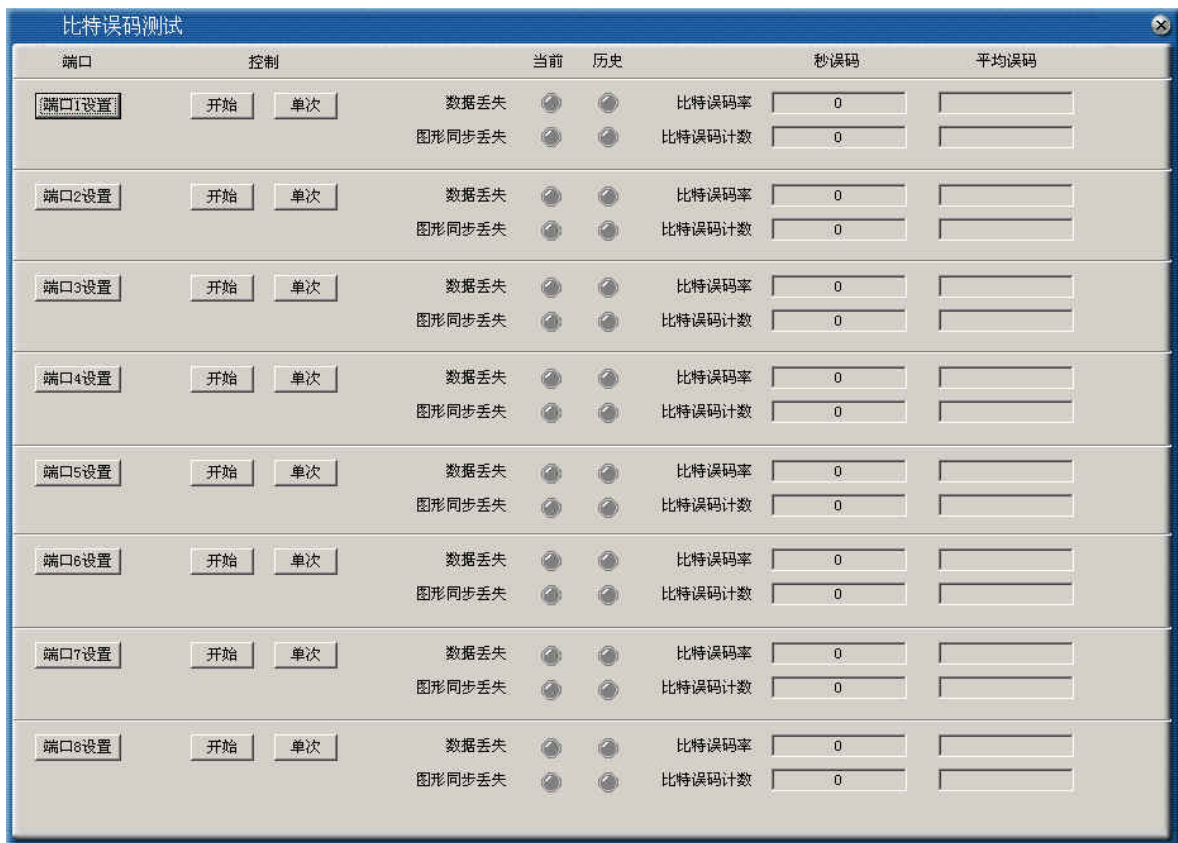 比特误码测试
端口 控制 当前 历史 秒误码 平均误码
端口1设置 开始 单次 数据丢失 比特误码率 0
图形同步丢失 比特误码计数 0
端口2设置 开始 单次 数据丢失 比特误码率 0
图形同步丢失 比特误码计数 0
端口3设置 开始 单次 数据丢失 比特误码率 0
图形同步丢失 比特误码计数 0
端口4设置 开始 单次 数据丢失 比特误码率 0
图形同步丢失 比特误码计数 0
端口5设置 开始 单次 数据丢失 比特误码率 0
图形同步丢失 比特误码计数 0
端口6设置 开始 单次 数据丢失 比特误码率 0
图形同步丢失 比特误码计数 0
端口7设置 开始 单次 数据丢失 比特误码率 0
图形同步丢失 比特误码计数 0
端口8设置 开始 单次 数据丢失 比特误码率 0
图形同步丢失 比特误码计数 0